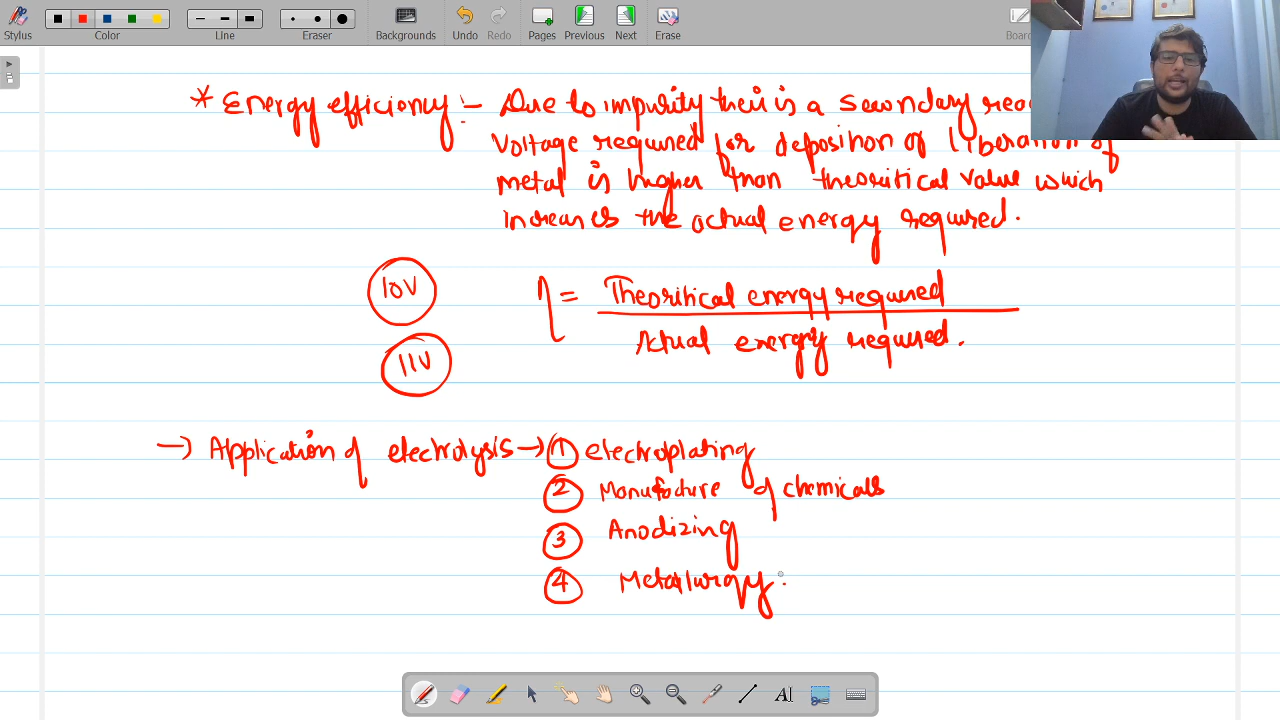 Stylus
Color
Line
Eraser
Backgrounds
Undo
Redo
Pages
Previous
Next
Erase
Board
* Energy efficiency :- Due to impurity their is a secondary reac
voltage required for deposition of liberation of
metal is higher than theoritical value which
increases the actual energy required.
10V
η = Theoritical energy required
Actual energy required.
11V
→ Application of electrolysis → 1 electroplating
2 Manufacture of chemicals
3 Anodizing
4 Metallurgy.